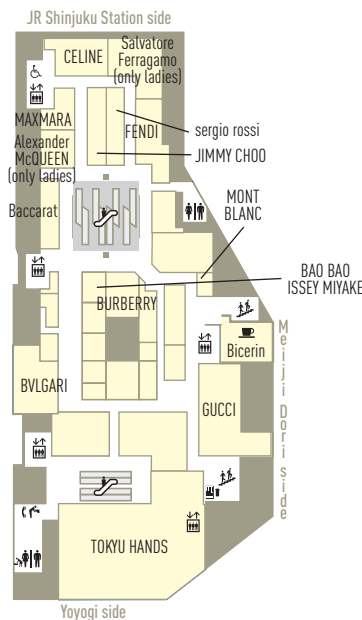 JR Shinjuku Station side
CELINE
Salvatore
Ferragamo
(only ladies)
MAXMARA
FENDI
sergio rossi
Alexander
McQUEEN
(only ladies)
JIMMY CHOO
Baccarat
MONT
BLANC
BAO BAO
ISSEY MIYAKE
BURBERRY
Bicerin
BVLGARI
GUCCI
Meiji Dori side
TOKYU HANDS
Yoyogi side